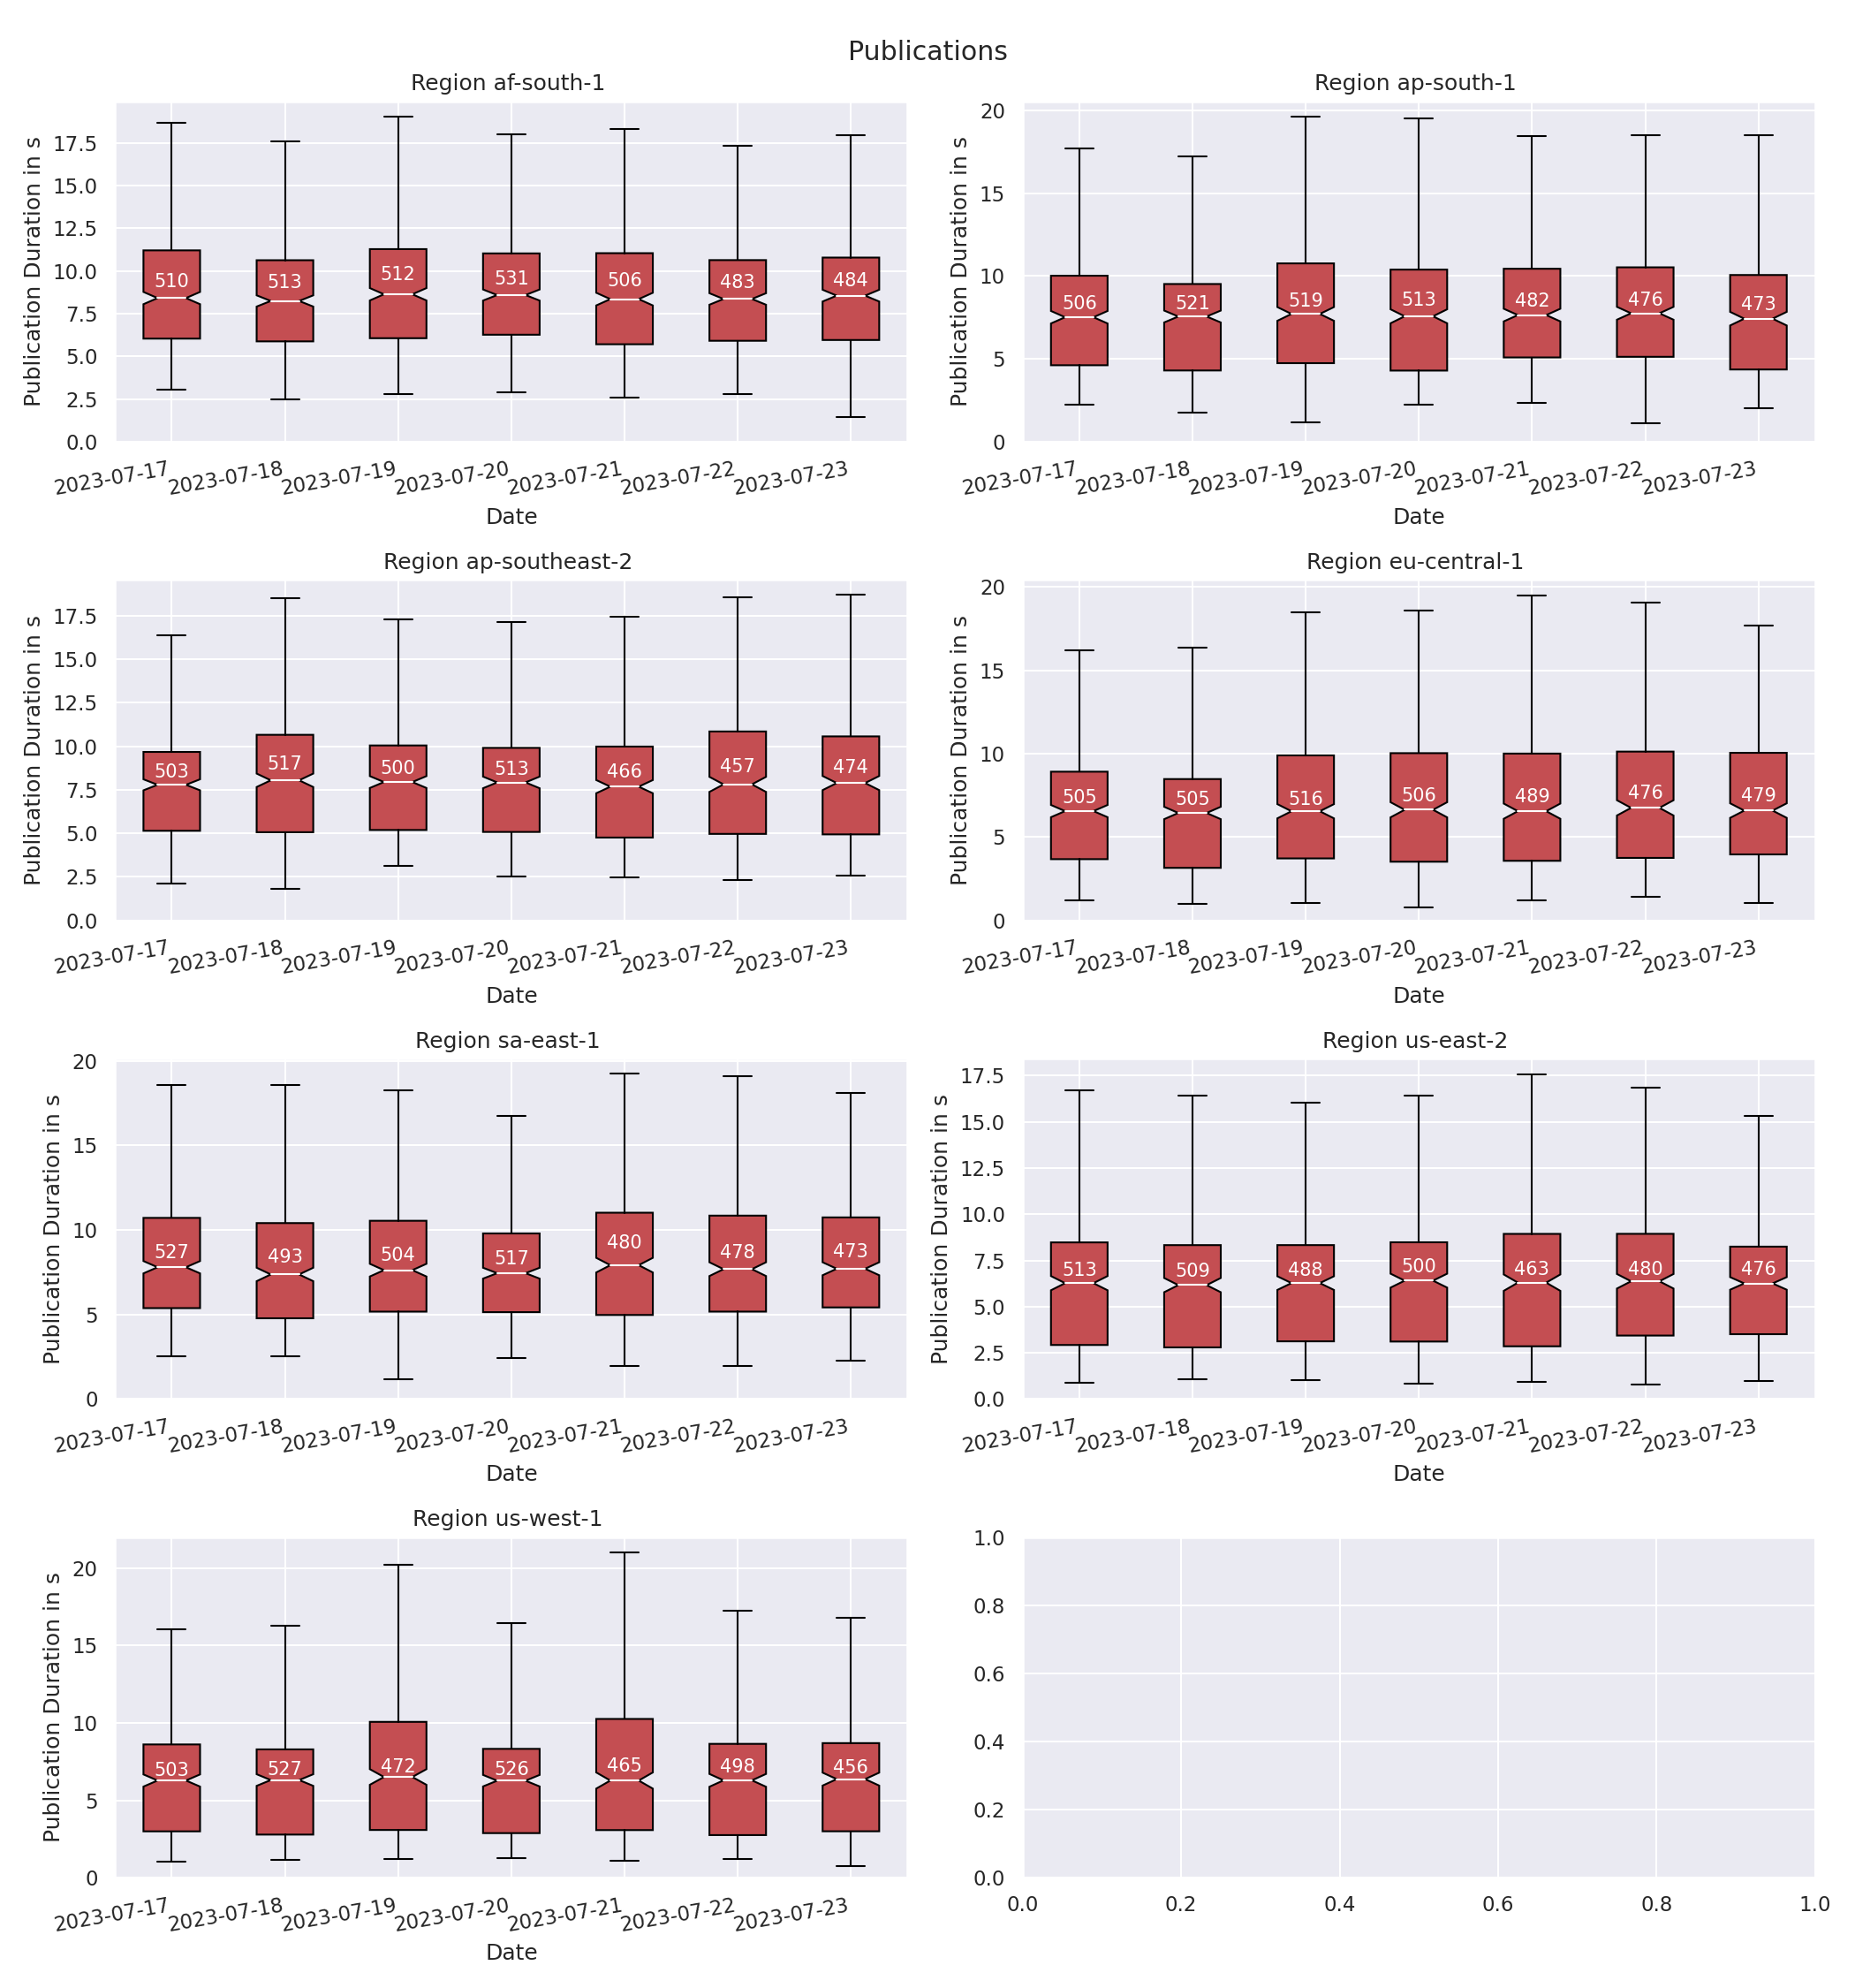 Publications
Region af-south-1
Publication Duration in s
17.5
15.0
12.5
10.0
7.5
5.0
2.5
0.0
510 513 512 531 506 483 484
2023-07-17 2023-07-18 2023-07-19 2023-07-20 2023-07-21 2023-07-22 2023-07-23
Date
Region ap-south-1
Publication Duration in s
20
15
10
5
0
506 521 519 513 482 476 473
2023-07-17 2023-07-18 2023-07-19 2023-07-20 2023-07-21 2023-07-22 2023-07-23
Date
Region ap-southeast-2
Publication Duration in s
17.5
15.0
12.5
10.0
7.5
5.0
2.5
0.0
503 517 500 513 466 457 474
2023-07-17 2023-07-18 2023-07-19 2023-07-20 2023-07-21 2023-07-22 2023-07-23
Date
Region eu-central-1
Publication Duration in s
20
15
10
5
0
505 505 516 506 489 476 479
2023-07-17 2023-07-18 2023-07-19 2023-07-20 2023-07-21 2023-07-22 2023-07-23
Date
Region sa-east-1
Publication Duration in s
20
15
10
5
0
527 493 504 517 480 478 473
2023-07-17 2023-07-18 2023-07-19 2023-07-20 2023-07-21 2023-07-22 2023-07-23
Date
Region us-east-2
Publication Duration in s
17.5
15.0
12.5
10.0
7.5
5.0
2.5
0.0
513 509 488 500 463 480 476
2023-07-17 2023-07-18 2023-07-19 2023-07-20 2023-07-21 2023-07-22 2023-07-23
Date
Region us-west-1
Publication Duration in s
20
15
10
5
0
503 527 472 526 465 498 456
2023-07-17 2023-07-18 2023-07-19 2023-07-20 2023-07-21 2023-07-22 2023-07-23
Date
1.0
0.8
0.6
0.4
0.2
0.0
0.0 0.2 0.4 0.6 0.8 1.0